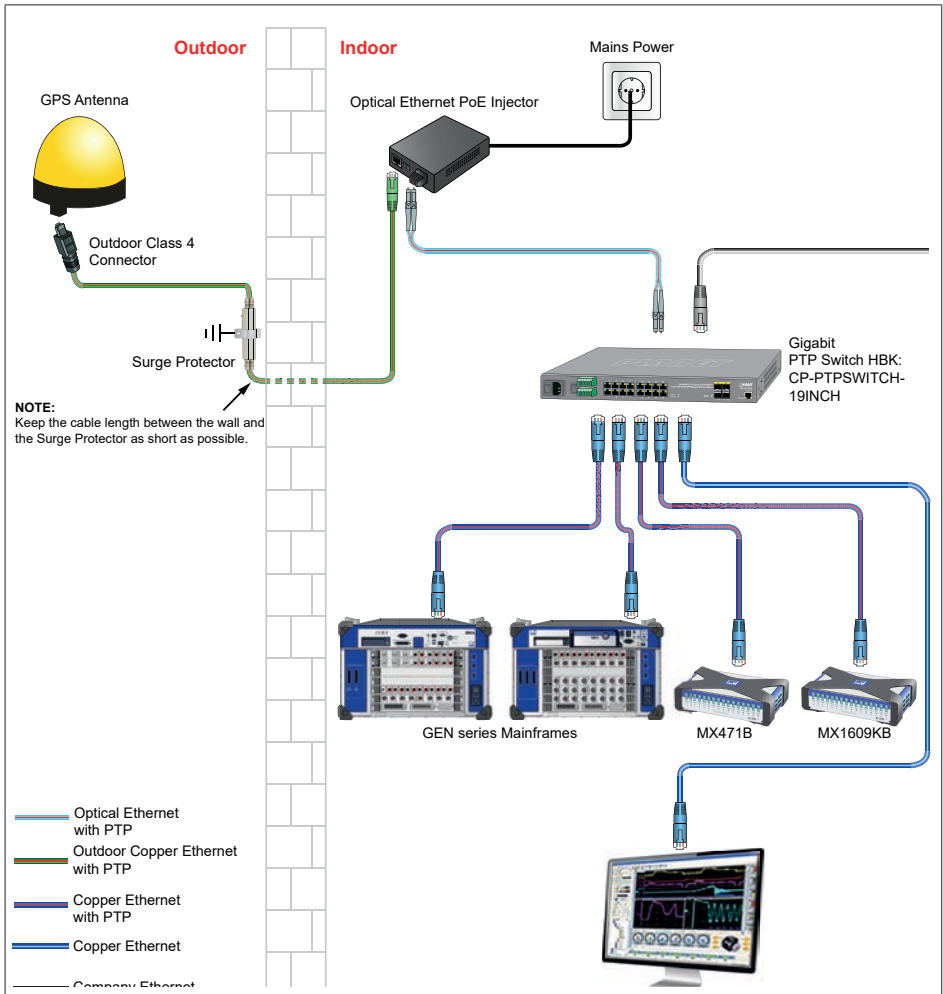 Outdoor
Indoor
Mains Power
GPS Antenna
Optical Ethernet PoE Injector
Outdoor Class 4
Connector
Surge Protector
NOTE:
Keep the cable length between the wall and
the Surge Protector as short as possible.
PLANET
Gigabit
PTP Switch HBK:
CP-PTPSWITCH-
19INCH
GEN series Mainframes
MX471B
MX1609KB
Optical Ethernet
with PTP
Outdoor Copper Ethernet
with PTP
Copper Ethernet
with PTP
Copper Ethernet
Company Ethernet